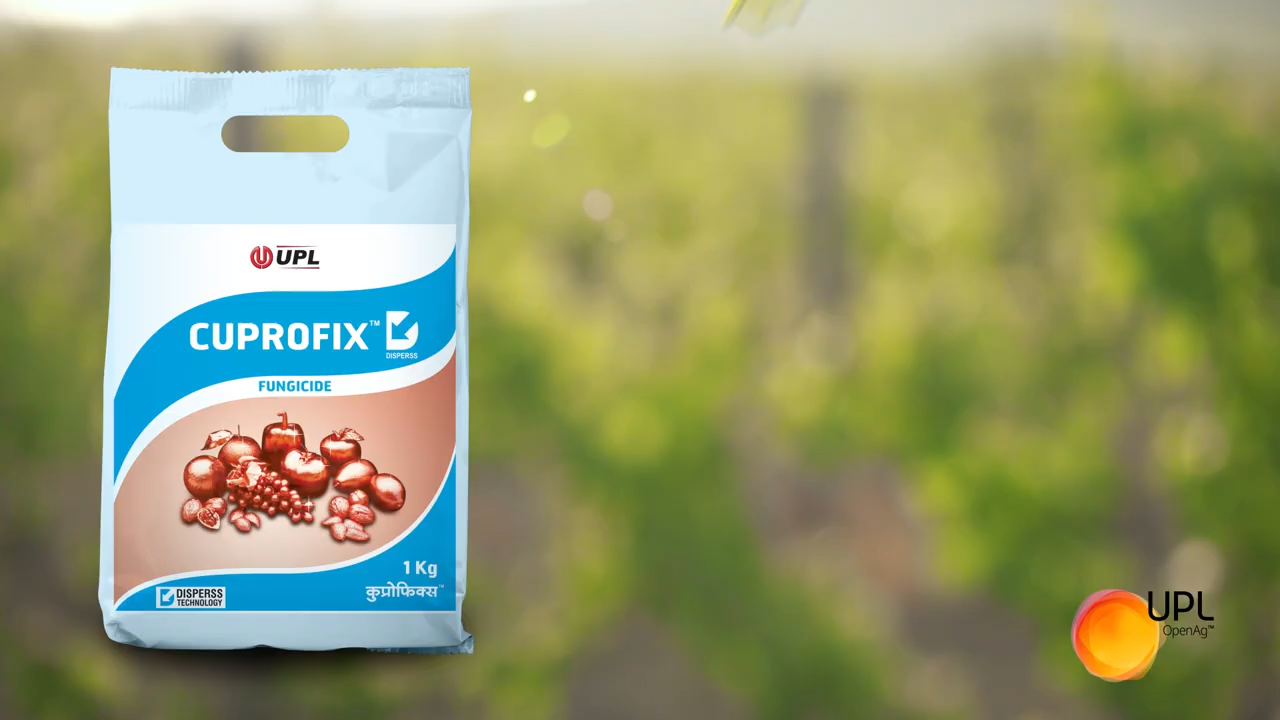 UPL
CUPROFIX™
DISPERSS
FUNGICIDE
1 Kg
कुप्रोफिक्स™
DISPERSS
TECHNOLOGY
UPL
OpenAg™